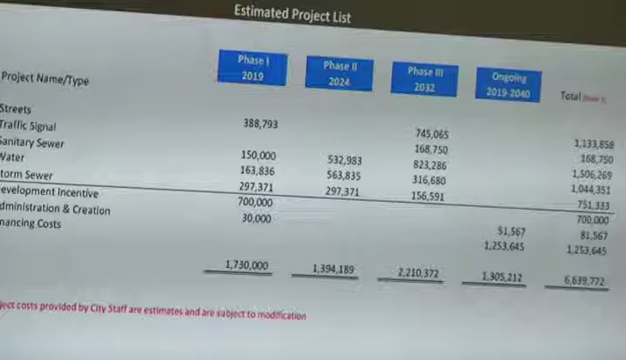 Estimated Project List
Project Name/Type Phase I 2019 Phase II 2024 Phase III 2032 Ongoing 2019-2040 Total
Streets 388,793 745,065 1,133,858
Traffic Signal 168,750 168,750
Sanitary Sewer 150,000 532,983 823,286 1,506,269
Water 163,836 563,835 316,680 1,044,351
torm Sewer 297,371 297,371 156,591 751,333
evelopment Incentive 700,000 700,000
dministration & Creation 30,000 51,567 81,567
nancing Costs 1,253,645 1,253,645
1,730,000 1,394,189 2,210,372 1,305,212 6,639,772
ject costs provided by City Staff are estimates and are subject to modification